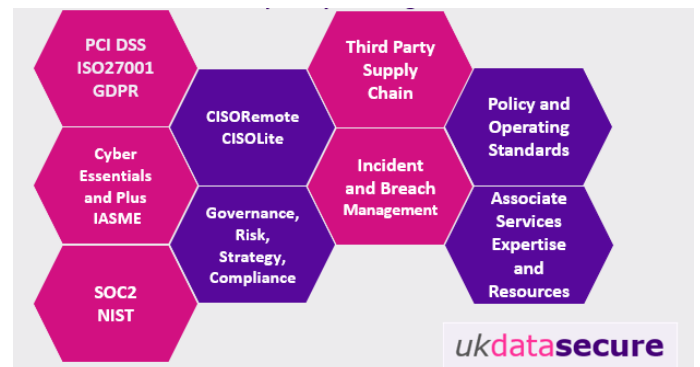 PCI DSS
ISO27001
GDPR
Cyber
Essentials
and Plus
IASME
SOC2
NIST
CISORemote
CISOLite
Governance,
Risk,
Strategy,
Compliance
Third Party
Supply
Chain
Incident
and Breach
Management
Policy and
Operating
Standards
Associate
Services
Expertise
and
Resources
ukdatasecure